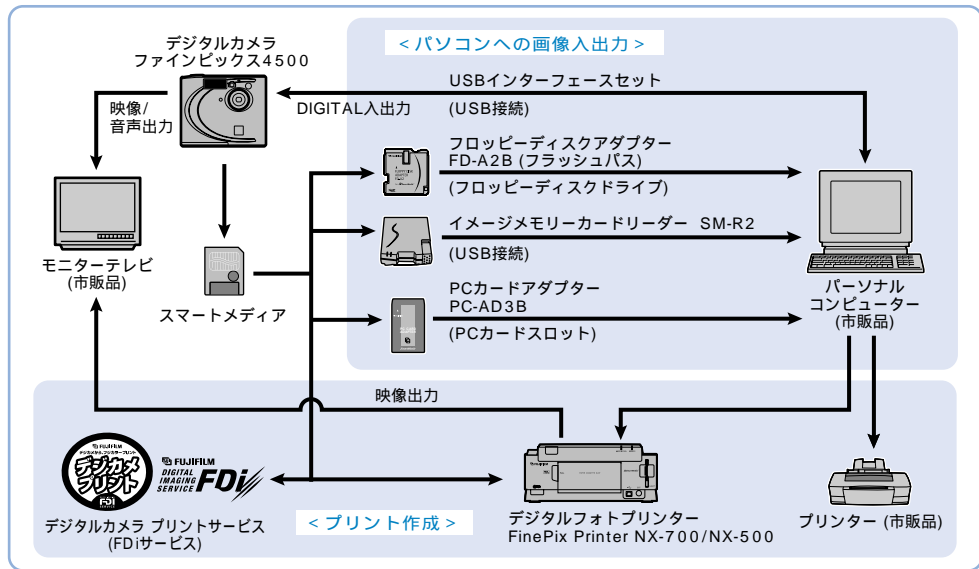 デジタルカメラ
ファインピックス4500
<パソコンへの画像入出力>
映像/
音声出力
DIGITAL入出力
USBインターフェースセット
(USB接続)
フロッピーディスクアダプター
FD-A2B (フラッシュパス)
(フロッピーディスクドライブ)
イメージメモリーカードリーダー SM-R2
(USB接続)
PCカードアダプター
PC-AD3B
(PCカードスロット)
モニターテレビ
(市販品)
スマートメディア
パーソナル
コンピューター
(市販品)
映像出力
FUJIFILM
デジカメ
プリント
FDi
SERVICE
FUJIFILM
DIGITAL
IMAGING
SERVICE
FDi
デジタルカメラ プリントサービス
(FDiサービス)
<プリント作成>
デジタルフォトプリンター
FinePix Printer NX-700/NX-500
プリンター (市販品)